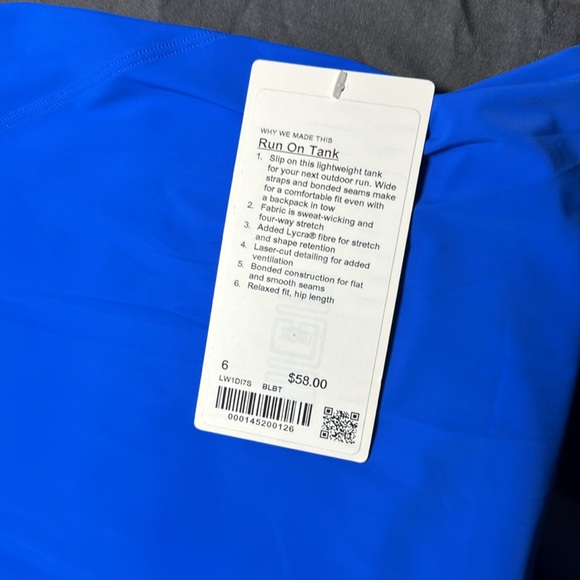 WHY WE MADE THIS
Run On Tank
1. Slip on this lightweight tank
for your next outdoor run. Wide
straps and bonded seams make
for a comfortable fit even with
a backpack in tow
2. Fabric is sweat-wicking and
four-way stretch
3. Added Lycra® fibre for stretch
and shape retention
4. Laser-cut detailing for added
ventilation
5. Bonded construction for flat
and smooth seams
6. Relaxed fit, hip length
6 $58.00
LW1DI7S BLBT
000145200126